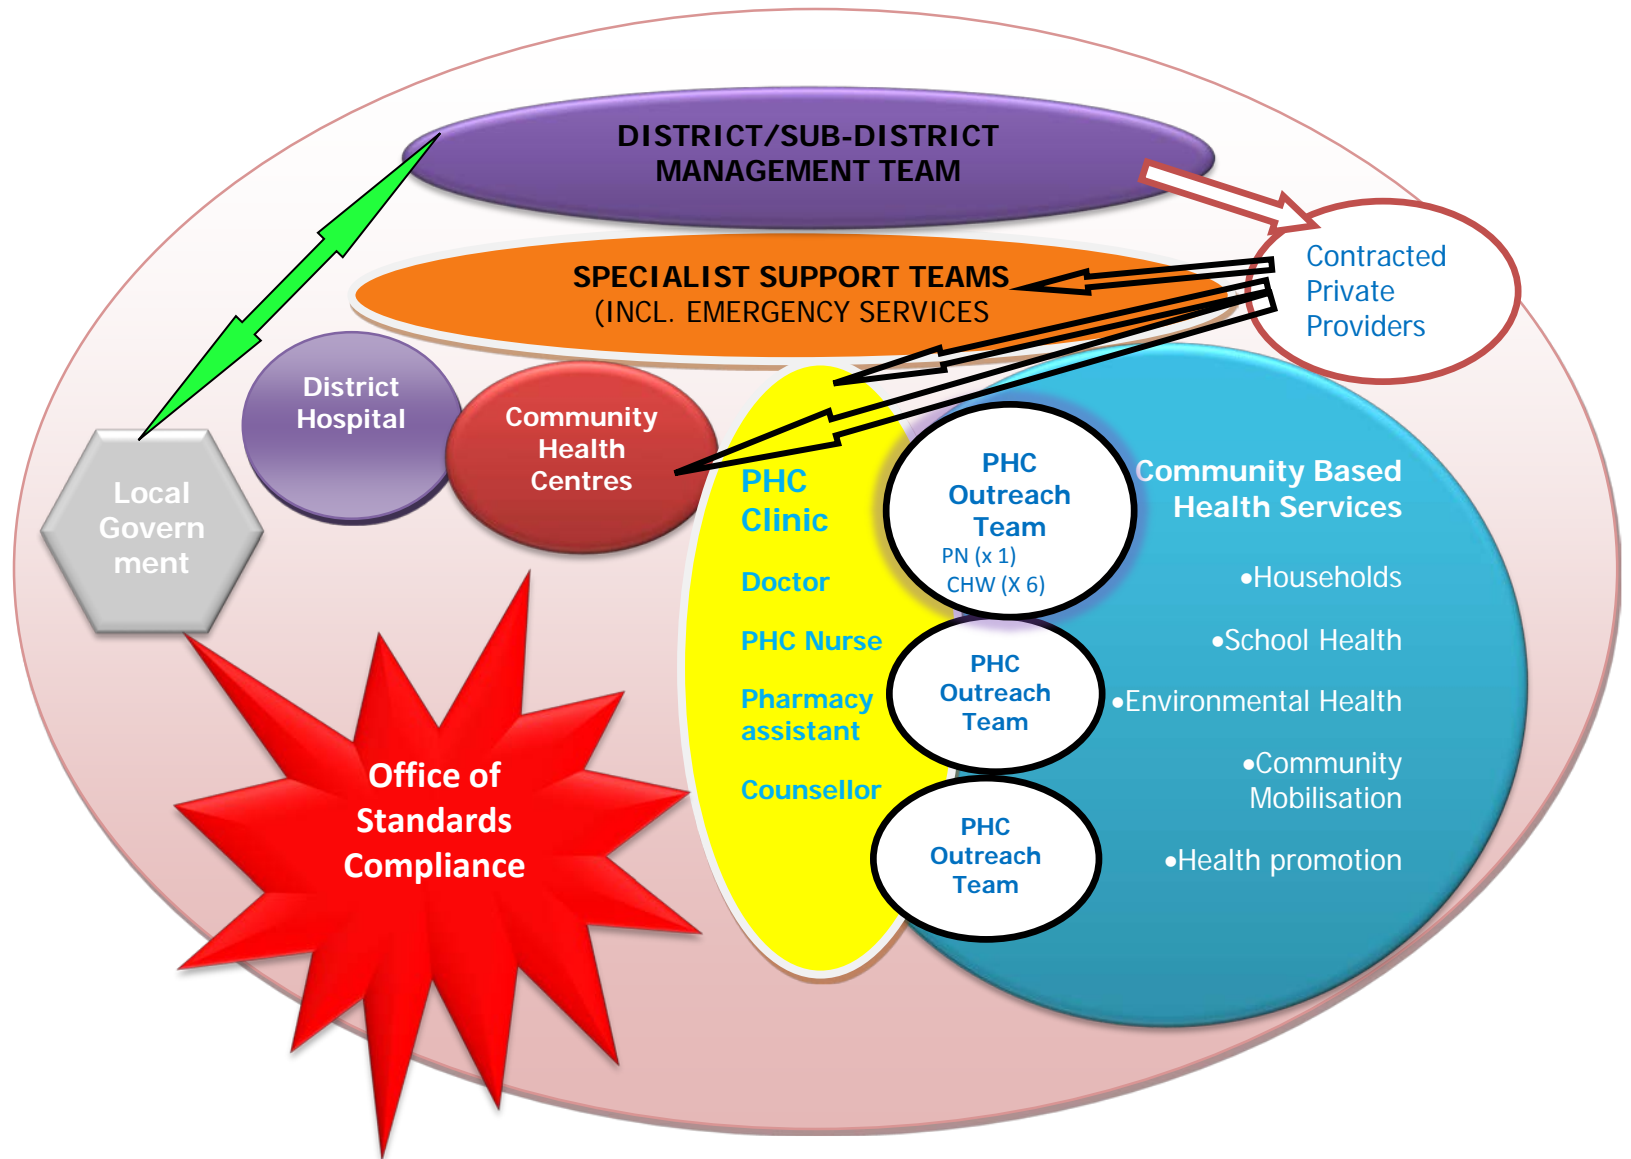 DISTRICT/SUB-DISTRICT
MANAGEMENT TEAM
SPECIALIST SUPPORT TEAMS
(INCL. EMERGENCY SERVICES
Contracted
Private
Providers
District
Hospital
Community
Health
Centres
Local
Govern
ment
PHC
Clinic
Doctor
PHC Nurse
Pharmacy
assistant
Counsellor
PHC
Outreach
Team
PN (x 1)
CHW (X 6)
PHC
Outreach
Team
PHC
Outreach
Team
Community Based
Health Services
•Households
•School Health
•Environmental Health
•Community
Mobilisation
•Health promotion
Office of
Standards
Compliance